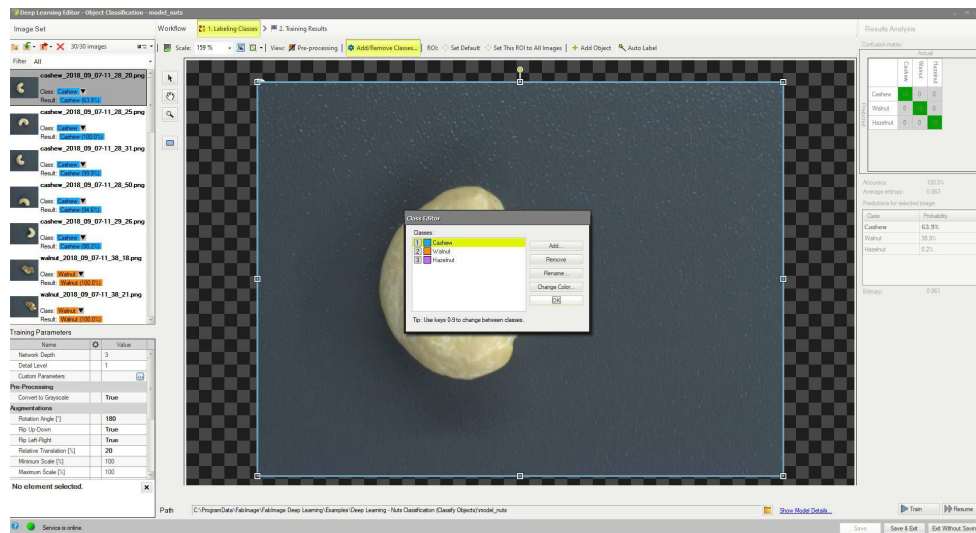 Deep Learning Editor - Object Classification - model_nuts
Image Set
Workflow
1. Labeling Classes
2. Training Results
Results Analysis
30/30 images
Scale: 159 %
View: Pre-processing
Add/Remove Classes...
ROI: Set Default Set This ROI to All Images
Add Object
Auto Label
Filter All
cashew_2018_09_07-11_28_20.png
Class: Cashew
Result: Cashew (63.9%)
cashew_2018_09_07-11_28_25.png
Class: Cashew
Result: Cashew (100.0%)
cashew_2018_09_07-11_28_31.png
Class: Cashew
Result: Cashew (99.9%)
cashew_2018_09_07-11_28_50.png
Class: Cashew
Result: Cashew (94.6%)
cashew_2018_09_07-11_29_26.png
Class: Cashew
Result: Cashew (98.2%)
walnut_2018_09_07-11_38_18.png
Class: Walnut
Result: Walnut (100.0%)
walnut_2018_09_07-11_38_21.png
Class: Walnut
Result: Walnut (100.0%)
Training Parameters
Name Value
Network Depth 3
Detail Level 1
Custom Parameters ...
Pre-Processing
Convert to Grayscale True
Augmentations
Rotation Angle [°] 180
Flip Up-Down True
Flip Left-Right True
Relative Translation [%] 20
Minimum Scale [%] 100
Maximum Scale [%] 100
No element selected.
Class Editor
Classes:
1 Cashew
2 Walnut
3 Hazelnut
Add...
Remove
Rename...
Change Color...
OK
Tip: Use keys 0-9 to change between classes.
Confusion matrix:
Actual
Cashew Walnut Hazelnut
Predicted
Cashew 0 0
Walnut 0 0
Hazelnut 0 0
Accuracy: 100.0%
Average entropy: 0.063
Predictions for selected image:
Class Probability
Cashew 63.9%
Walnut 35.9%
Hazelnut 0.2%
Entropy: 0.961
Path
C:\ProgramData\FabImage\FabImage Deep Learning\Examples\Deep Learning - Nuts Classification (Classify Objects)\model_nuts
Show Model Details...
Train
Resume
Service is online.
Save
Save & Exit
Exit Without Savin